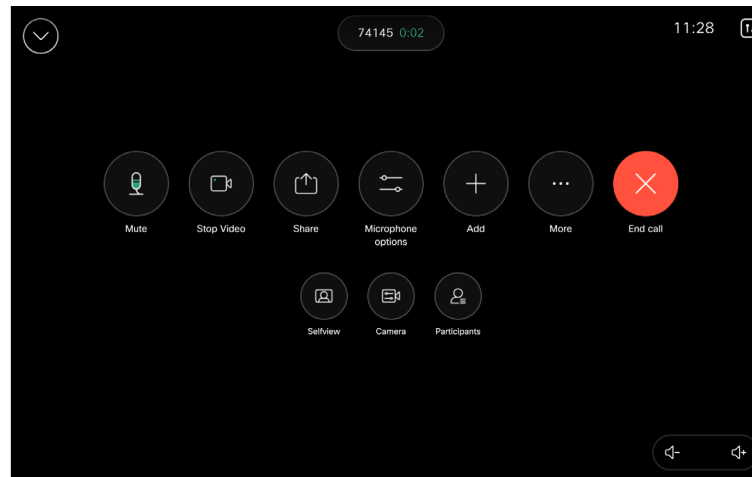 74145 0:02
11:28
Mute
Stop Video
Share
Microphone
options
Add
More
End call
Selfview
Camera
Participants